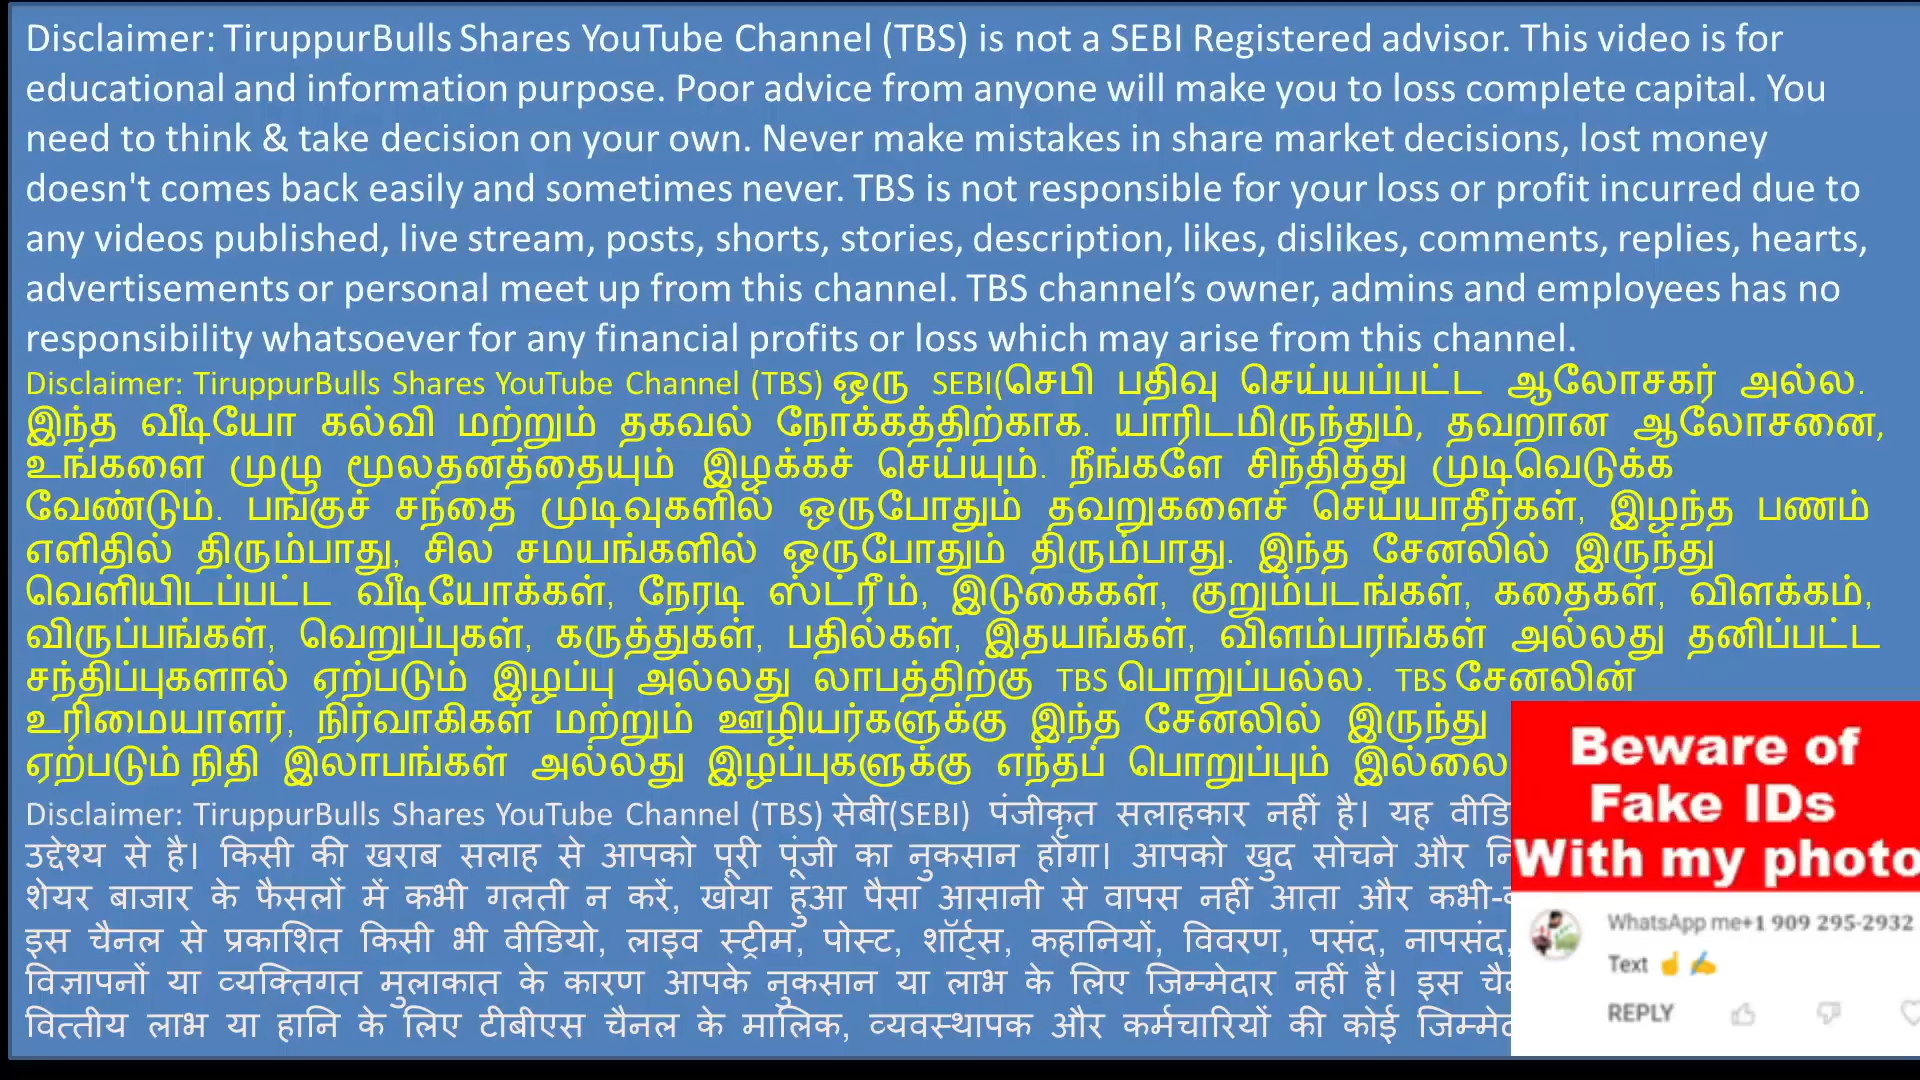 Disclaimer: TiruppurBulls Shares YouTube Channel (TBS) is not a SEBI Registered advisor. This video is for
educational and information purpose. Poor advice from anyone will make you to loss complete capital. You
need to think & take decision on your own. Never make mistakes in share market decisions, lost money
doesn't comes back easily and sometimes never. TBS is not responsible for your loss or profit incurred due to
any videos published, live stream, posts, shorts, stories, description, likes, dislikes, comments, replies, hearts,
advertisements or personal meet up from this channel. TBS channel’s owner, admins and employees has no
responsibility whatsoever for any financial profits or loss which may arise from this channel.
Disclaimer: TiruppurBulls Shares YouTube Channel (TBS) ஒரு SEBI(செபி பதிவு செய்யப்பட்ட ஆலோசகர் அல்ல.
இந்த வீடியோ கல்வி மற்றும் தகவல் நோக்கத்திற்காக. யாரிடமிருந்தும், தவறான ஆலோசனை,
உங்களை முழு மூலதனத்தையும் இழக்கச் செய்யும். நீங்களே சிந்தித்து முடிவெடுக்க
வேண்டும். பங்குச் சந்தை முடிவுகளில் ஒருபோதும் தவறுகளைச் செய்யாதீர்கள், இழந்த பணம்
எளிதில் திரும்பாது, சில சமயங்களில் ஒருபோதும் திரும்பாது. இந்த சேனலில் இருந்து
வெளியிடப்பட்ட வீடியோக்கள், நேரடி ஸ்ட்ரீம், இடுகைகள், குறும்படங்கள், கதைகள், விளக்கம்,
விருப்பங்கள், வெறுப்புகள், கருத்துகள், பதில்கள், இதயங்கள், விளம்பரங்கள் அல்லது தனிப்பட்ட
சந்திப்புகளால் ஏற்படும் இழப்பு அல்லது லாபத்திற்கு TBS பொறுப்பல்ல. TBS சேனலின்
உரிமையாளர், நிர்வாகிகள் மற்றும் ஊழியர்களுக்கு இந்த சேனலில் இருந்து
ஏற்படும் நிதி இலாபங்கள் அல்லது இழப்புகளுக்கு எந்தப் பொறுப்பும் இல்லை
Disclaimer: TiruppurBulls Shares YouTube Channel (TBS) सेबी(SEBI) पंजीकृत सलाहकार नहीं है। यह
उद्देश्य से है। किसी की खराब सलाह से आपको पूरी पूंजी का नुकसान होगा। आपको खुद सोचने और
शेयर बाजार के फैसलों में कभी गलती न करें, खोया हुआ पैसा आसानी से वापस नहीं आता और
इस चैनल से प्रकाशित किसी भी वीडियो, लाइव स्ट्रीम, पोस्ट, शॉर्ट्स, कहानियों, विवरण, पसंद, नापसंद,
विज्ञापनों या व्यक्तिगत मुलाकात के कारण आपके नुकसान या लाभ के लिए जिम्मेदार नहीं है। इस
वित्तीय लाभ या हानि के लिए टीबीएस चैनल के मालिक, व्यवस्थापक और कर्मचारियों की कोई
Beware of
Fake IDs
With my photo
WhatsApp me+1 909 295-2932
Text ☝️✍️
REPLY